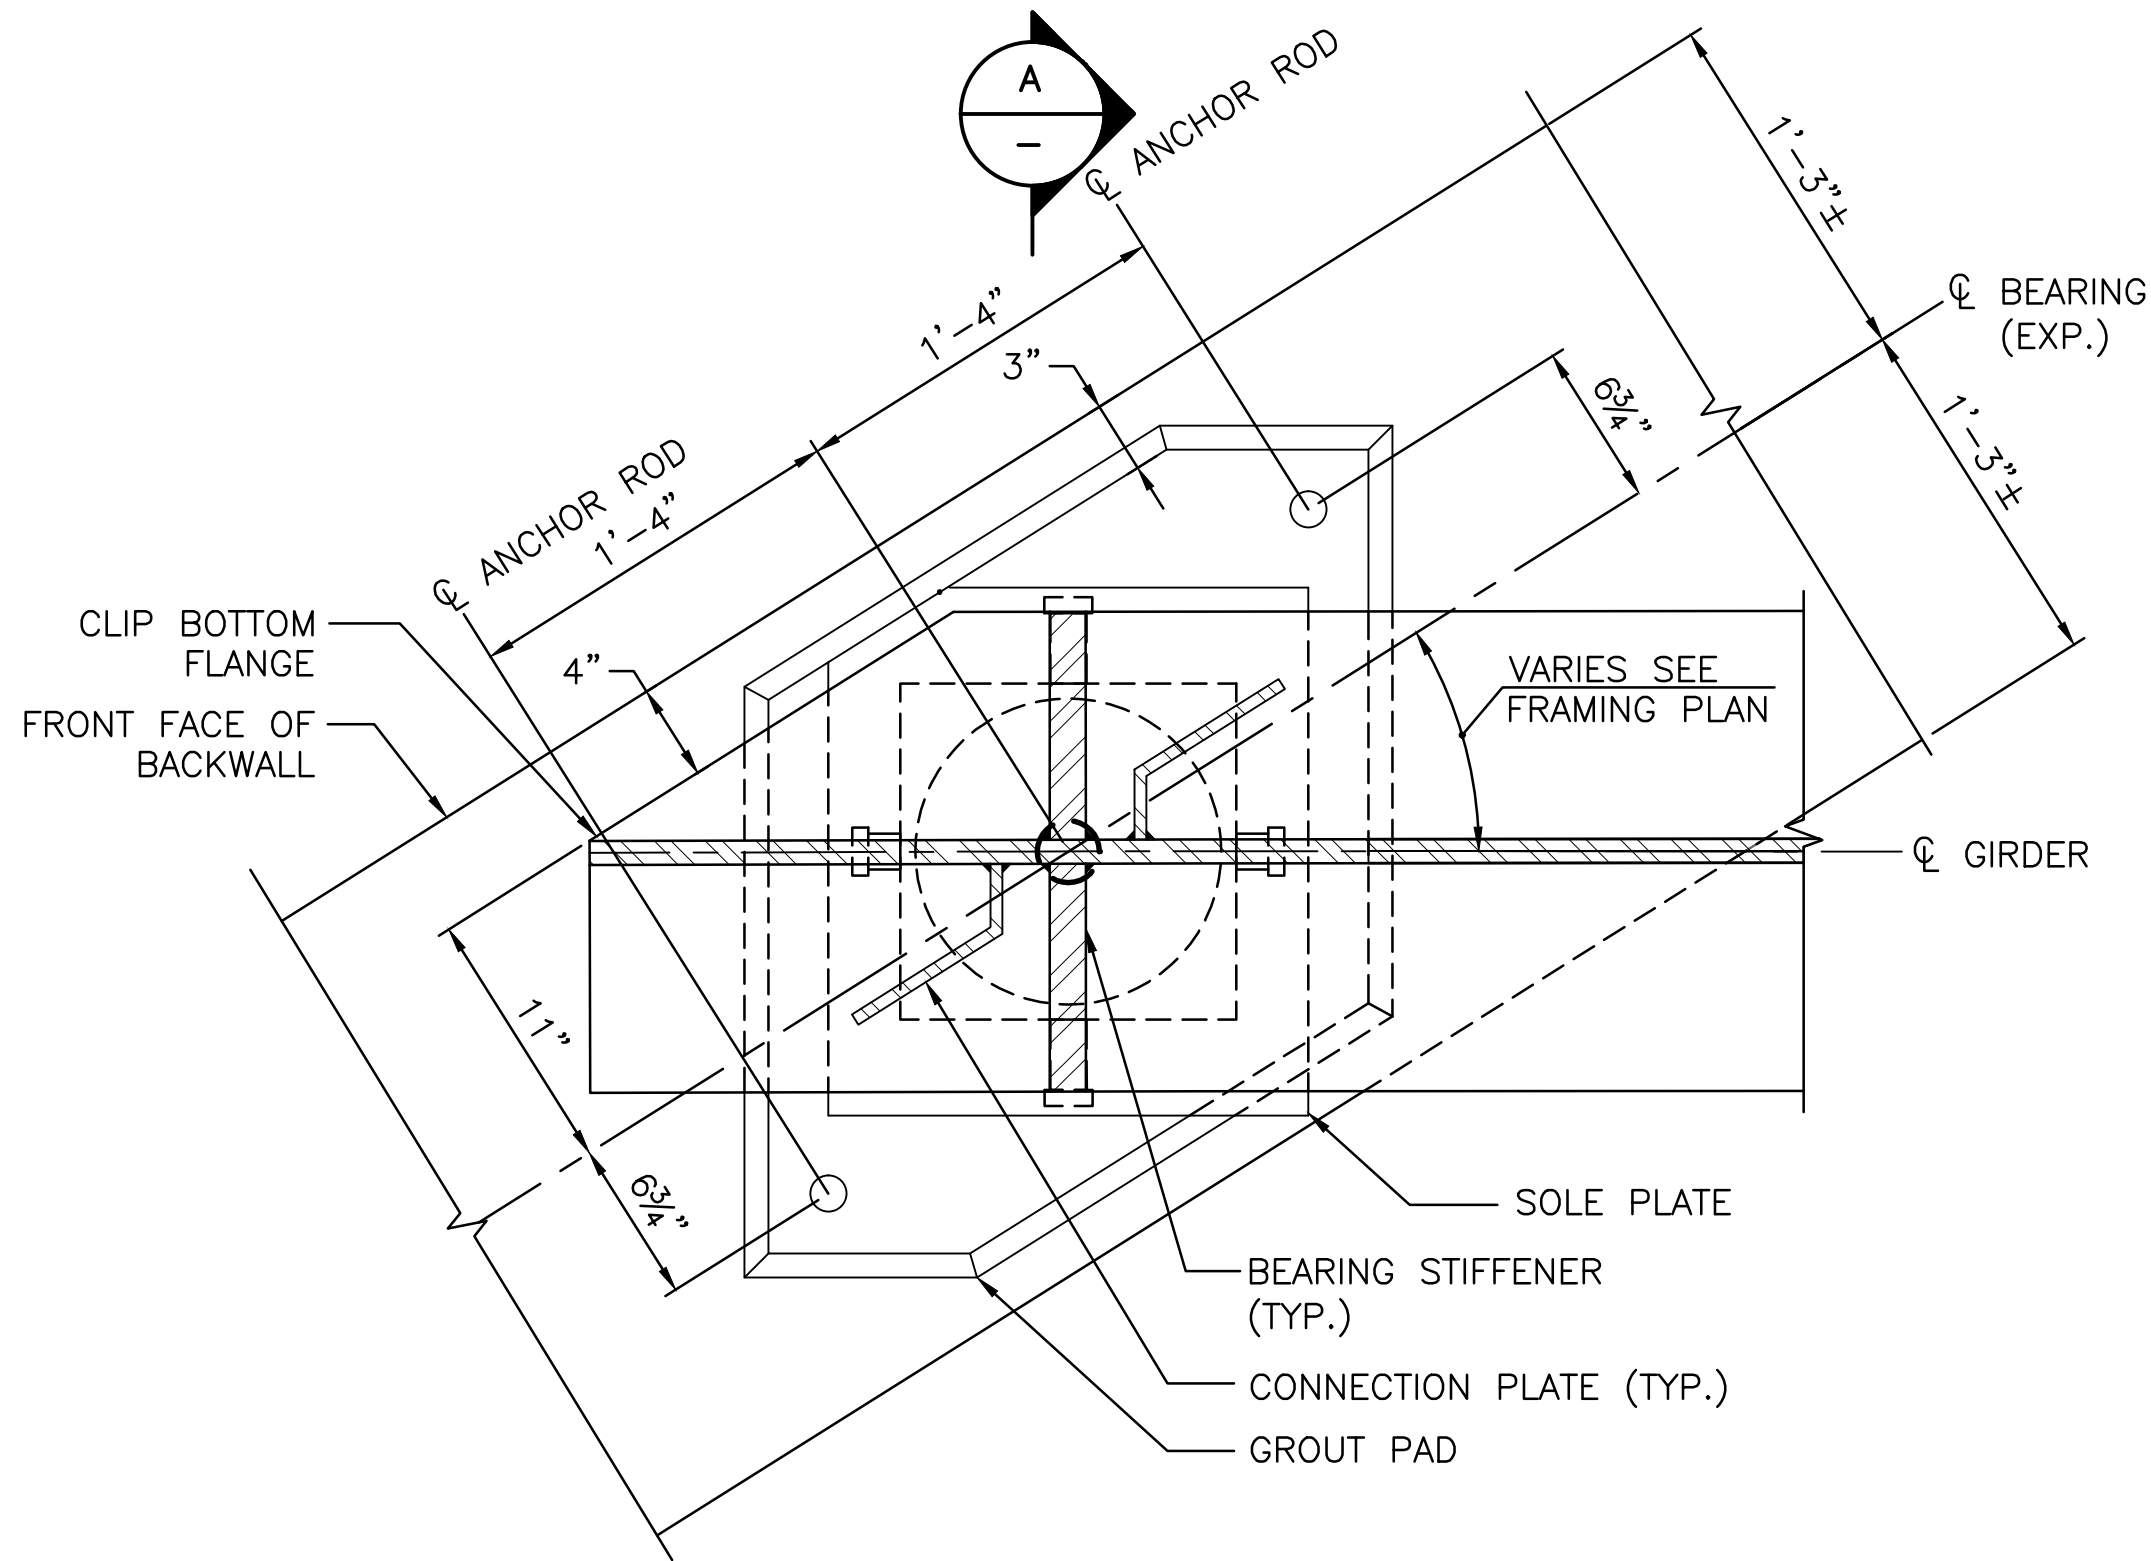 A
–
℄ ANCHOR ROD
1'–3"±
1'–4"
℄ BEARING
(EXP.)
3"
6¾"
1'–3"±
℄ ANCHOR ROD
1'–4"
CLIP BOTTOM
FLANGE
4"
VARIES SEE
FRAMING PLAN
FRONT FACE OF
BACKWALL
℄ GIRDER
11"
6¾"
SOLE PLATE
BEARING STIFFENER
(TYP.)
CONNECTION PLATE (TYP.)
GROUT PAD